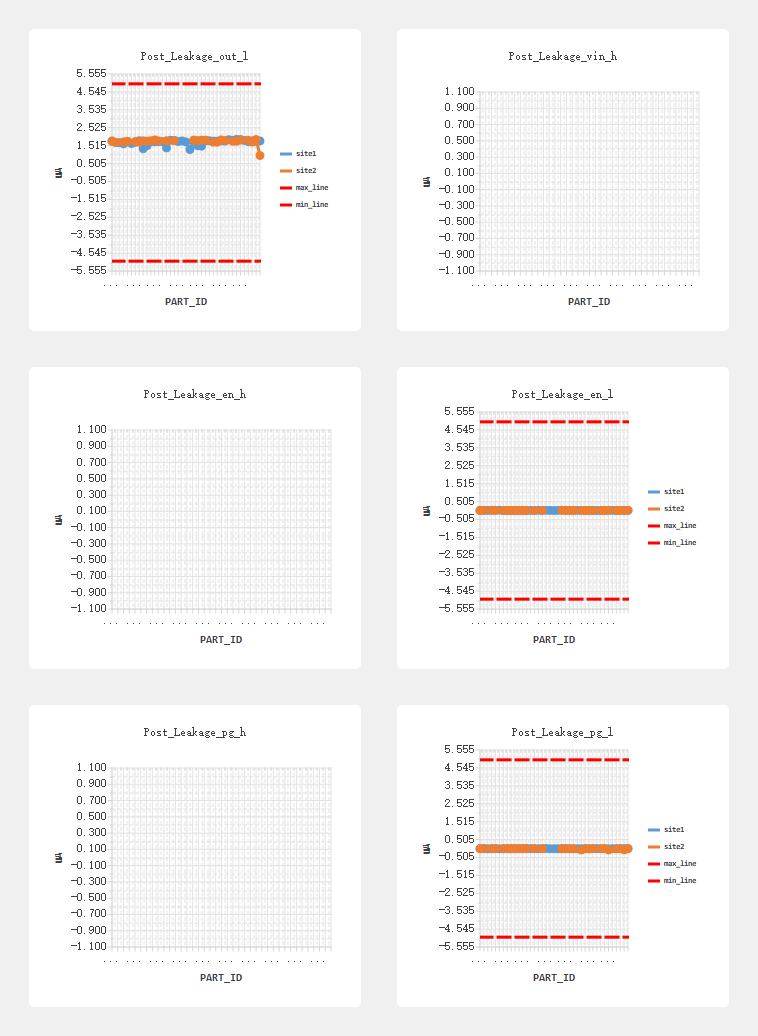 Post_Leakage_out_l
5.555
4.545
3.535
2.525
1.515
0.505
-0.505
-1.515
-2.525
-3.535
-4.545
-5.555
uA
site1
site2
max_line
min_line
... ... ... ... ... ...
PART_ID
Post_Leakage_vin_h
1.100
0.900
0.700
0.500
0.300
0.100
-0.100
-0.300
-0.500
-0.700
-0.900
-1.100
uA
... ... ... ... ... ... ... ...
PART_ID
Post_Leakage_en_h
1.100
0.900
0.700
0.500
0.300
0.100
-0.100
-0.300
-0.500
-0.700
-0.900
-1.100
uA
... ... ... ... ... ... ... ...
PART_ID
Post_Leakage_en_l
5.555
4.545
3.535
2.525
1.515
0.505
-0.505
-1.515
-2.525
-3.535
-4.545
-5.555
uA
site1
site2
max_line
min_line
... ... ... ... ... ...
PART_ID
Post_Leakage_pg_h
1.100
0.900
0.700
0.500
0.300
0.100
-0.100
-0.300
-0.500
-0.700
-0.900
-1.100
uA
... ... ... ... ... ... ... ...
PART_ID
Post_Leakage_pg_l
5.555
4.545
3.535
2.525
1.515
0.505
-0.505
-1.515
-2.525
-3.535
-4.545
-5.555
uA
site1
site2
max_line
min_line
... ... ... ... ... ...
PART_ID